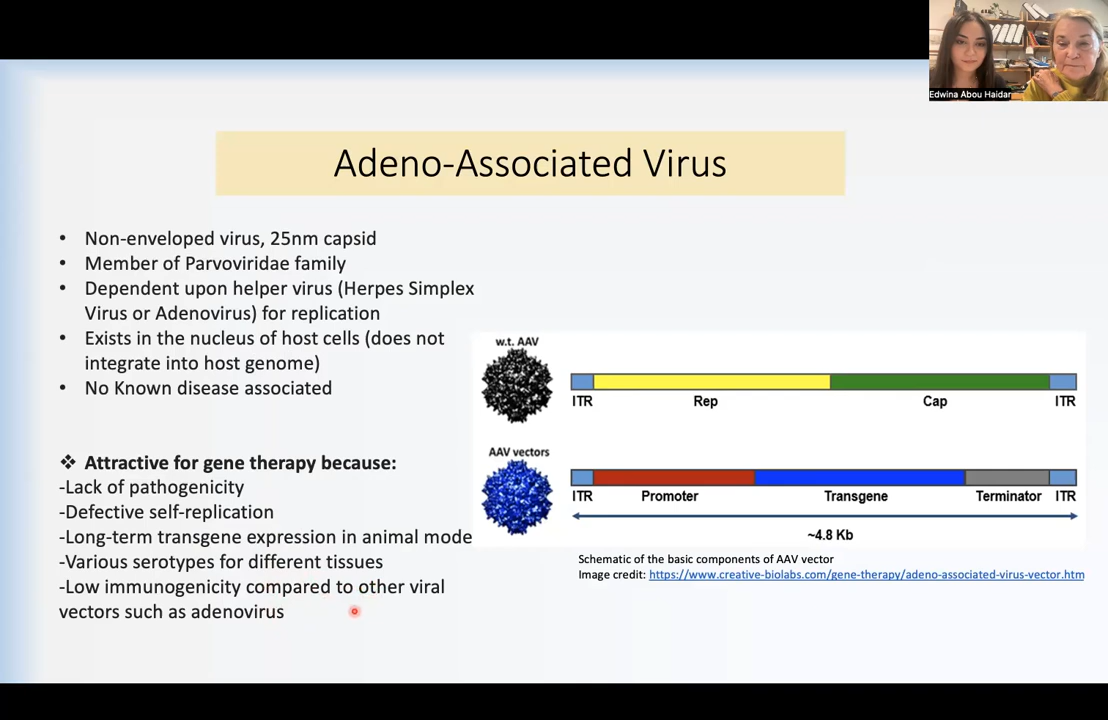 Edwina Abou Haidar
Adeno-Associated Virus
• Non-enveloped virus, 25nm capsid
• Member of Parvoviridae family
• Dependent upon helper virus (Herpes Simplex
Virus or Adenovirus) for replication
• Exists in the nucleus of host cells (does not
integrate into host genome)
• No Known disease associated
❖ Attractive for gene therapy because:
-Lack of pathogenicity
-Defective self-replication
-Long-term transgene expression in animal mode
-Various serotypes for different tissues
-Low immunogenicity compared to other viral
vectors such as adenovirus
w.t. AAV
ITR Rep Cap ITR
AAV vectors
ITR Promoter Transgene Terminator ITR
~4.8 Kb
Schematic of the basic components of AAV vector
Image credit: https://www.creative-biolabs.com/gene-therapy/adeno-associated-virus-vector.htm